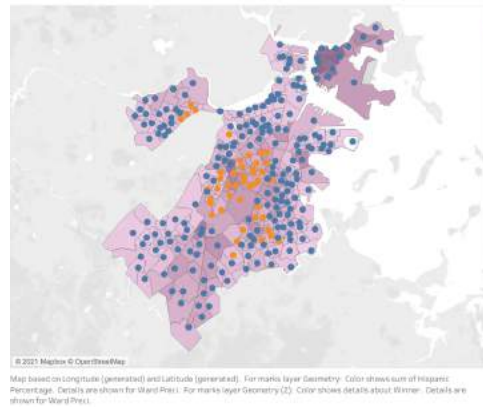 © 2021 Mapbox © OpenStreetMap
Map based on Longitude (generated) and Latitude (generated). For marks layer Geometry: Color shows sum of Hispanic
Percentage. Details are shown for Ward Prec L. For marks layer Geometry (2): Color shows details about Winner. Details are
shown for Ward Prec L.